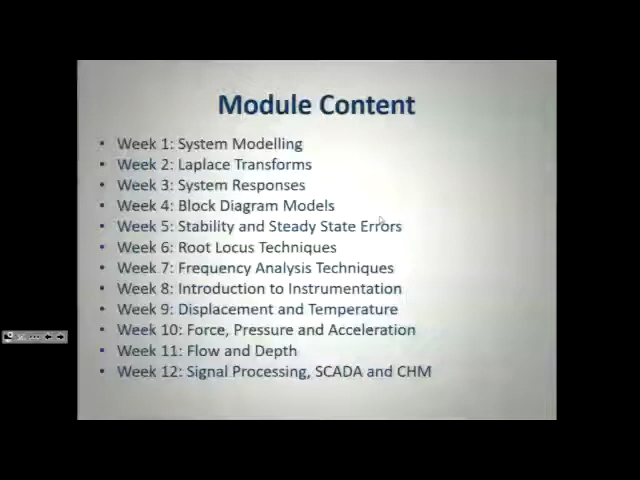 Module Content
• Week 1: System Modelling
• Week 2: Laplace Transforms
• Week 3: System Responses
• Week 4: Block Diagram Models
• Week 5: Stability and Steady State Errors
• Week 6: Root Locus Techniques
• Week 7: Frequency Analysis Techniques
• Week 8: Introduction to Instrumentation
• Week 9: Displacement and Temperature
• Week 10: Force, Pressure and Acceleration
• Week 11: Flow and Depth
• Week 12: Signal Processing, SCADA and CHM